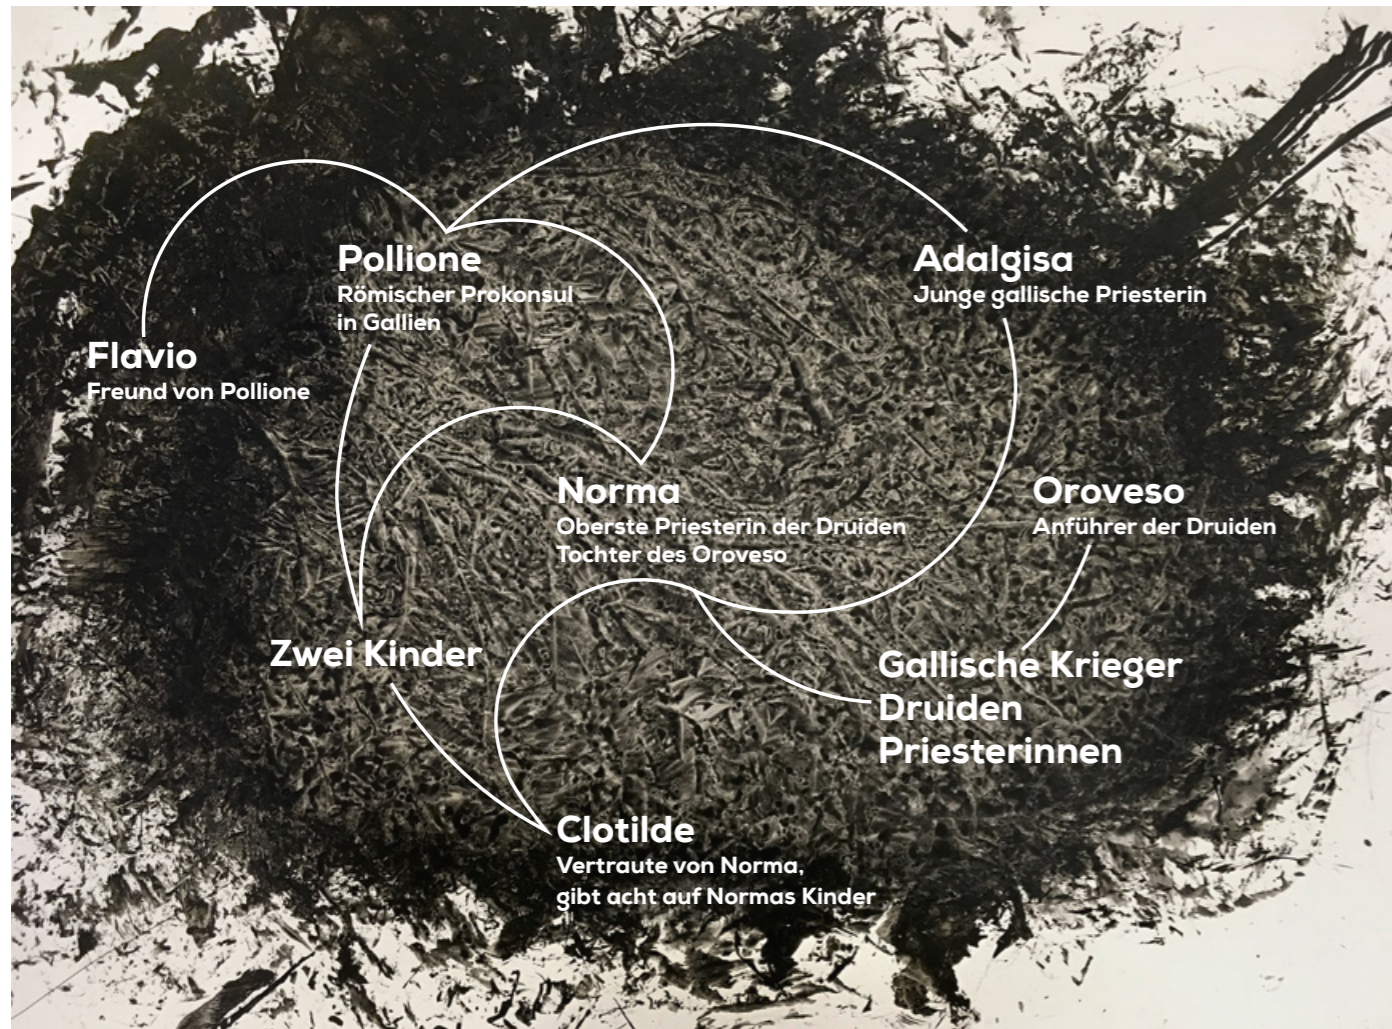 Pollione
Römischer Prokonsul
in Gallien
Adalgisa
Junge gallische Priesterin
Flavio
Freund von Pollione
Norma
Oberste Priesterin der Druiden
Tochter des Oroveso
Oroveso
Anführer der Druiden
Zwei Kinder
Gallische Krieger
Druiden
Priesterinnen
Clotilde
Vertraute von Norma,
gibt acht auf Normas Kinder